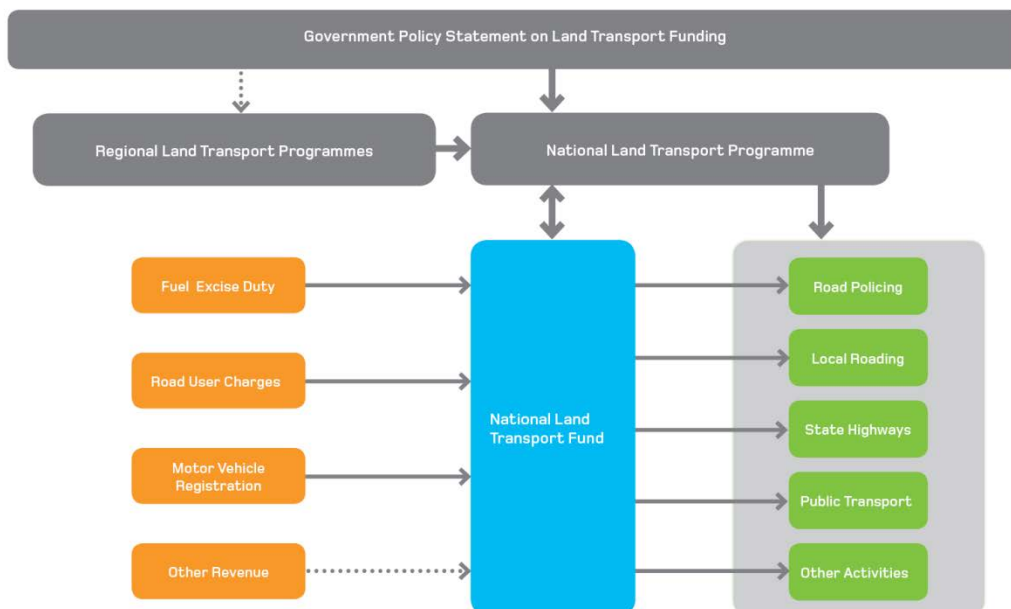 Government Policy Statement on Land Transport Funding
Regional Land Transport Programmes
National Land Transport Programme
Fuel Excise Duty
Road User Charges
Motor Vehicle
Registration
Other Revenue
National Land
Transport Fund
Road Policing
Local Roading
State Highways
Public Transport
Other Activities